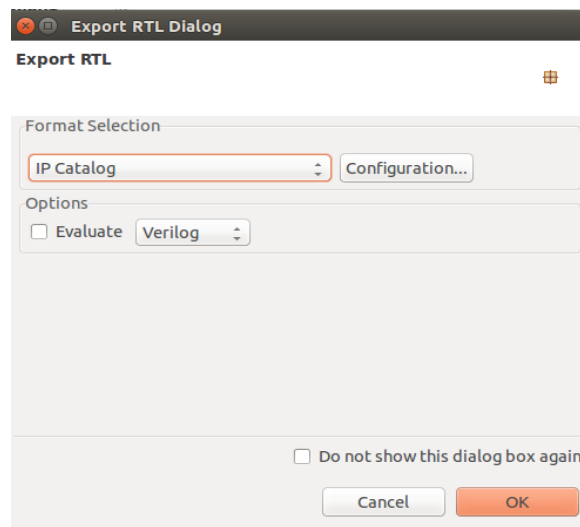 Export RTL Dialog
Export RTL
Format Selection
IP Catalog Configuration...
Options
Evaluate Verilog
Do not show this dialog box again
Cancel OK